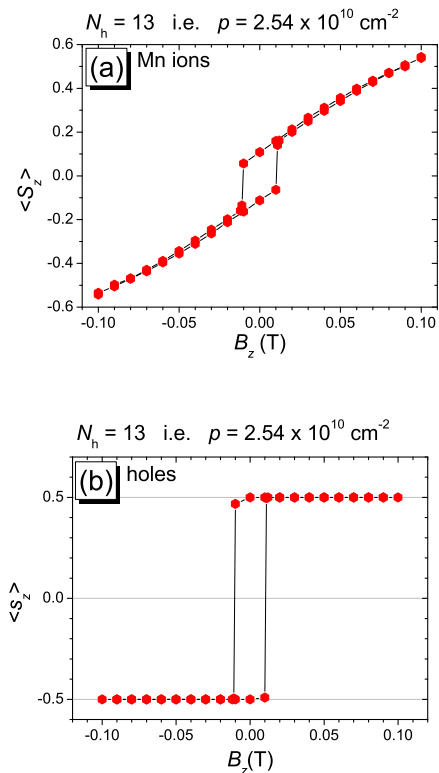 N_h = 13 i.e. p = 2.54 x 10^10 cm^-2
(a) Mn ions
0.6
0.4
0.2
0.0
-0.2
-0.4
-0.6
<S_z>
-0.10 -0.05 0.00 0.05 0.10
B_z (T)
N_h = 13 i.e. p = 2.54 x 10^10 cm^-2
(b) holes
0.5
0.0
-0.5
<s_z>
-0.10 -0.05 0.00 0.05 0.10
B_z(T)